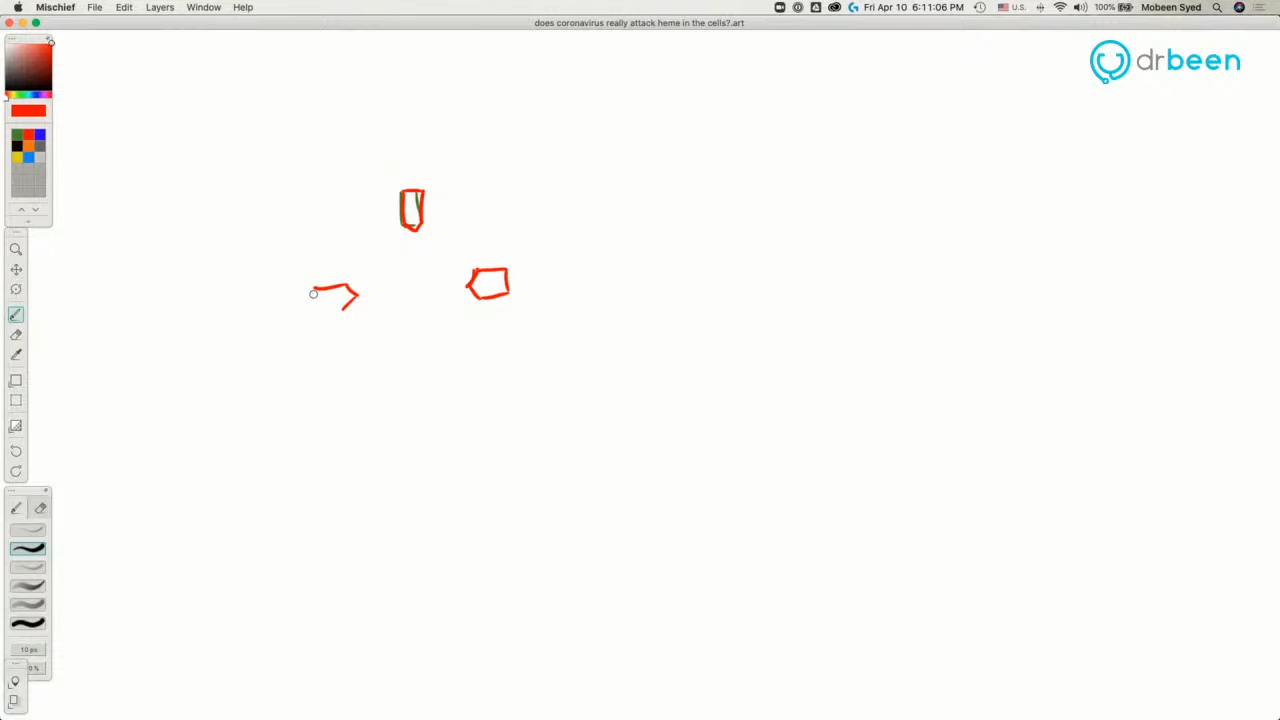 Mischief File Edit Layers Window Help 100% U.S. Fri Apr 10 6:11:06 PM Mobeen Syed
does coronavirus really attack heme in the cells?.art
drbeen
10 px
0 %